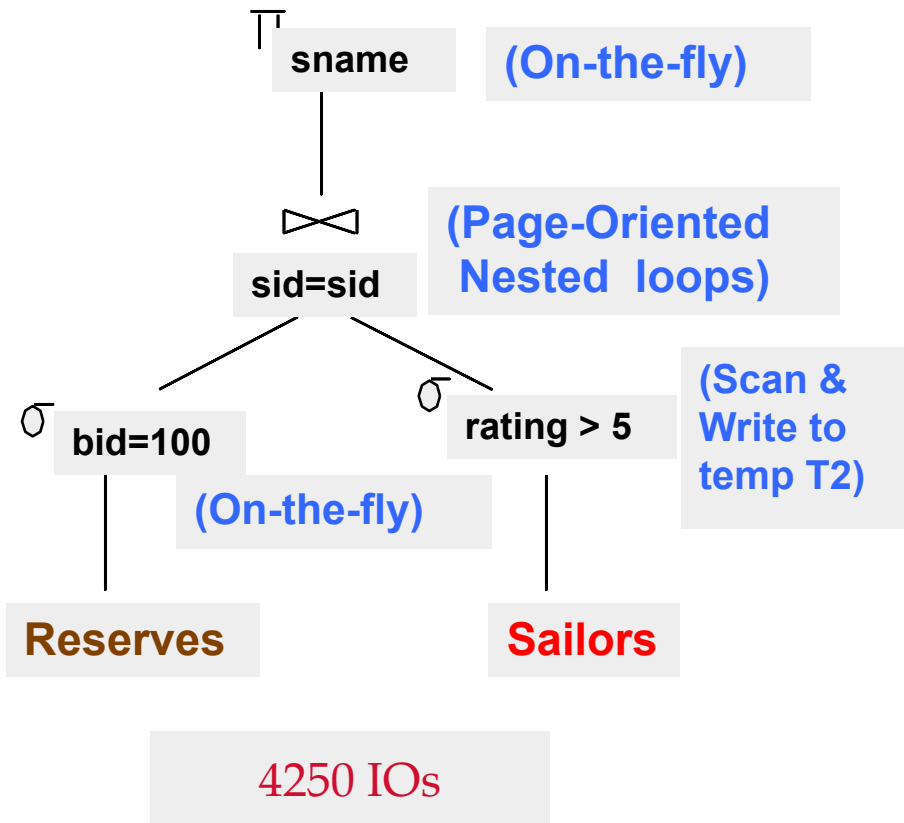 sname
(On-the-fly)
(Page-Oriented
Nested loops)
sid=sid
σ
bid=100
(On-the-fly)
σ
rating > 5
(Scan &
Write to
temp T2)
Reserves
Sailors
4250 IOs